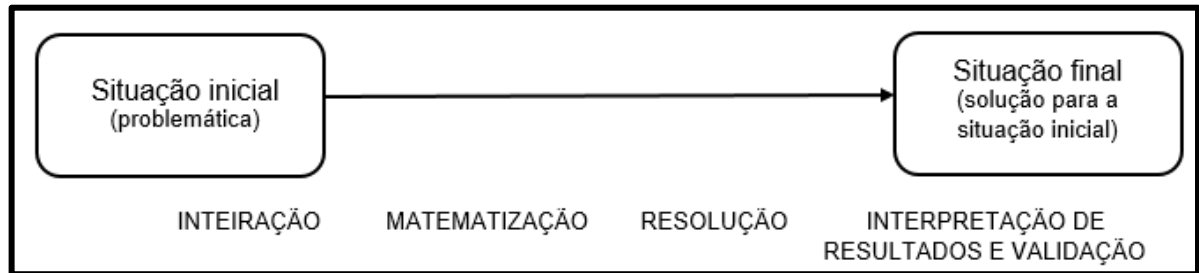 Situação inicial
(problemática)
Situação final
(solução para a
situação inicial)
INTEIRAÇÃO
MATEMATIZAÇÃO
RESOLUÇÃO
INTERPRETAÇÃO DE
RESULTADOS E VALIDAÇÃO